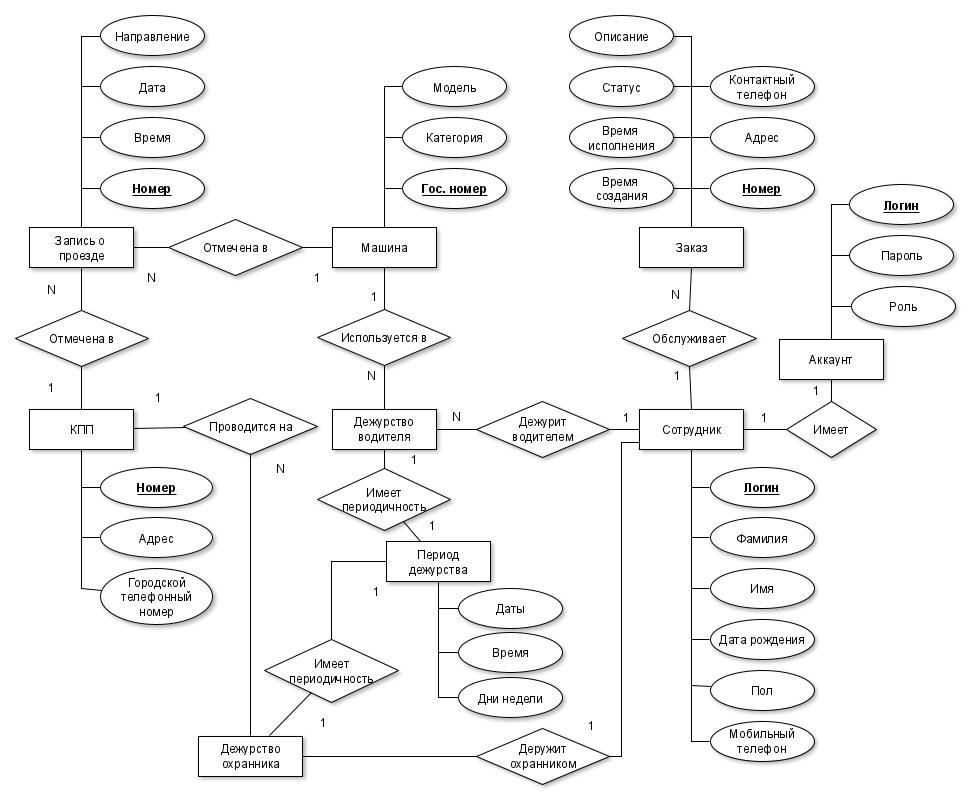 Направление
Дата
Время
Номер
Запись о
проезде
N
N
Отмечена в
1
Модель
Категория
Гос. номер
Машина
1
Описание
Статус
Время
исполнения
Время
создания
Контактный
телефон
Адрес
Номер
Заказ
N
Логин
Пароль
Роль
Аккаунт
1
Отмечена в
1
Используется в
N
Обслуживает
1
КПП
1
Проводится на
N
Дежурство
водителя
N
1
Дежурит
водителем
1
Сотрудник
1
Имеет
Номер
Адрес
Городской
телефонный
номер
Имеет
периодичность
1
Период
дежурства
1
Даты
Время
Дни недели
Логин
Фамилия
Имя
Дата рождения
Пол
Мобильный
телефон
Имеет
периодичность
1
Дежурство
охранника
Деружит
охранником
1